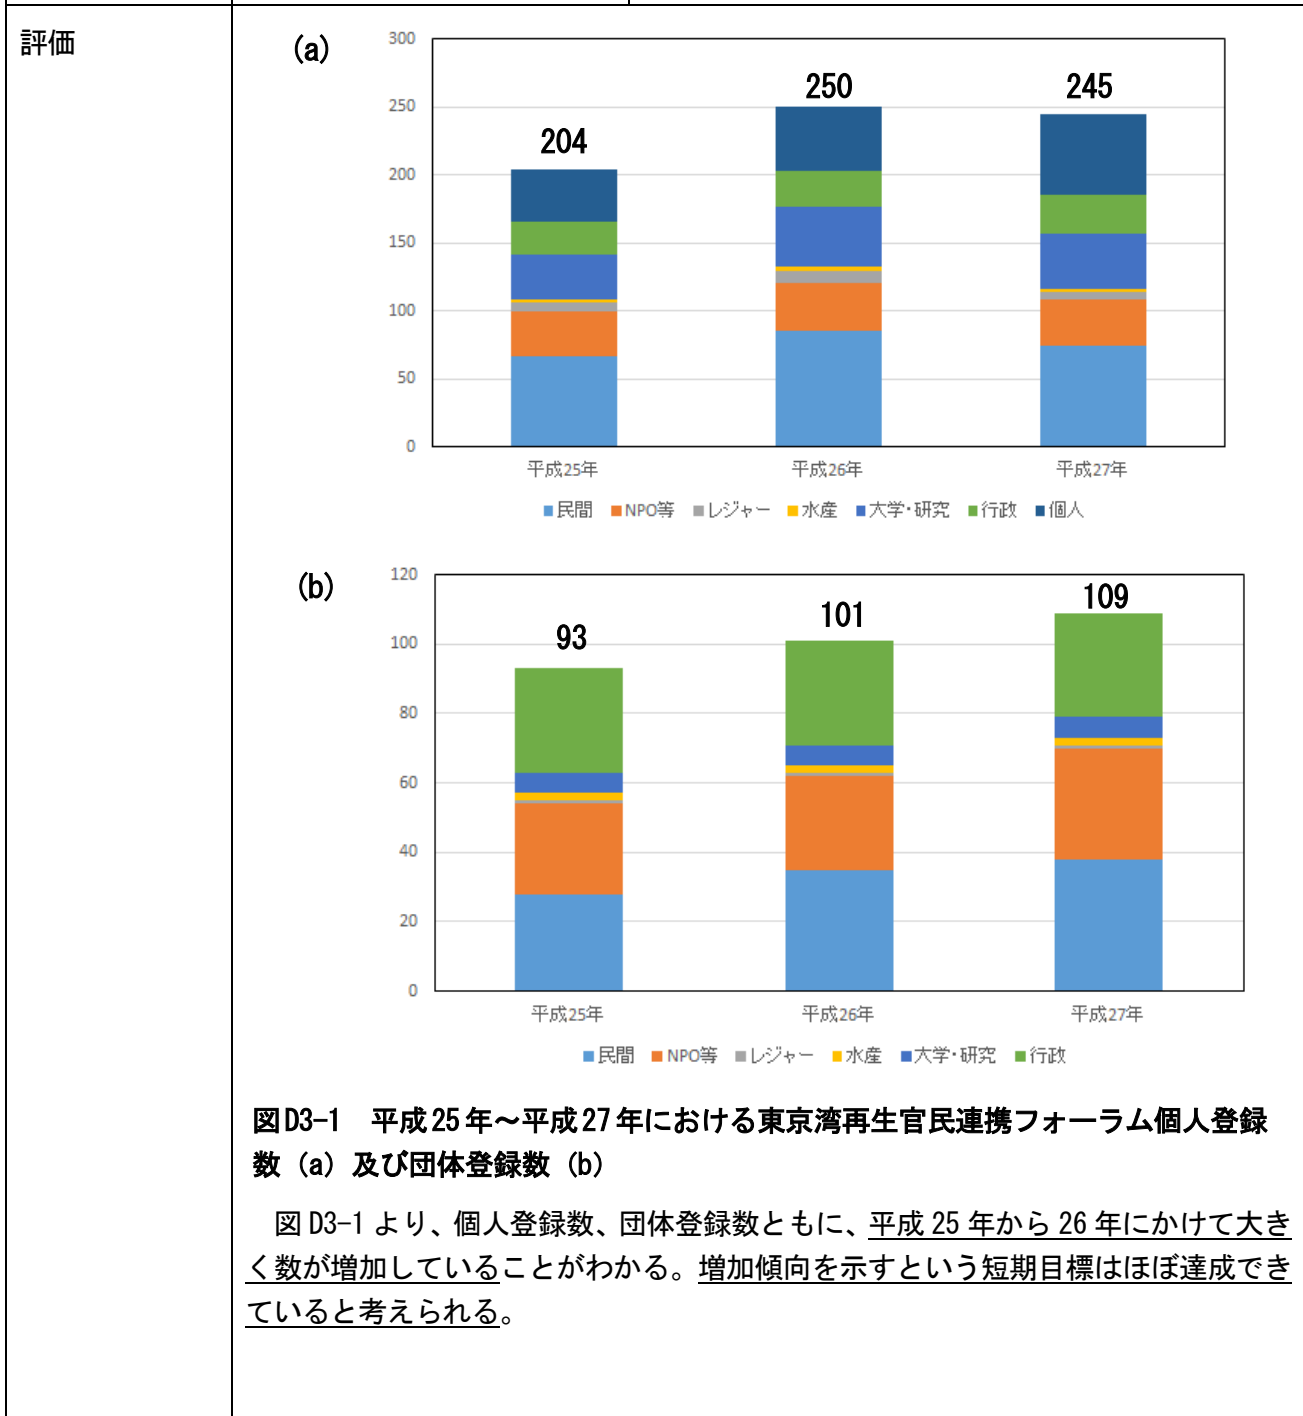 評価
(a)
300
250
200
150
100
50
0
204
250
245
平成25年
平成26年
平成27年
民間 NPO等 レジャー 水産 大学・研究 行政 個人
(b)
120
100
80
60
40
20
0
93
101
109
平成25年
平成26年
平成27年
民間 NPO等 レジャー 水産 大学・研究 行政
図D3-1 平成25年～平成27年における東京湾再生官民連携フォーラム個人登録
数（a）及び団体登録数（b）
図 D3-1 より、個人登録数、団体登録数ともに、平成 25 年から 26 年にかけて大き
く数が増加していることがわかる。増加傾向を示すという短期目標はほぼ達成でき
ていると考えられる。